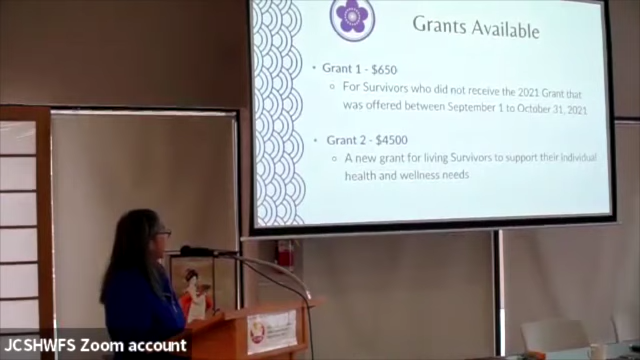 Grants Available
• Grant 1 - $650
○ For Survivors who did not receive the 2021 Grant that
was offered between September 1 to October 31, 2021
• Grant 2 - $4500
○ A new grant for living Survivors to support their individual
health and wellness needs
JCSHWFS Zoom account